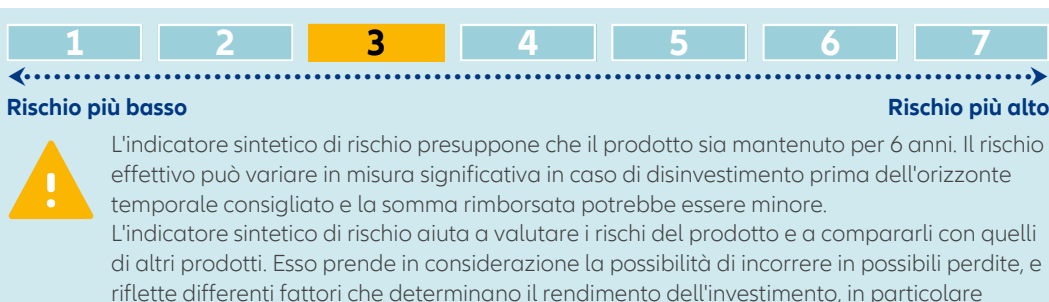 1 2 3 4 5 6 7
Rischio più basso Rischio più alto
L'indicatore sintetico di rischio presuppone che il prodotto sia mantenuto per 6 anni. Il rischio
effettivo può variare in misura significativa in caso di disinvestimento prima dell'orizzonte
temporale consigliato e la somma rimborsata potrebbe essere minore.
L'indicatore sintetico di rischio aiuta a valutare i rischi del prodotto e a compararli con quelli
di altri prodotti. Esso prende in considerazione la possibilità di incorrere in possibili perdite, e
riflette differenti fattori che determinano il rendimento dell'investimento, in particolare